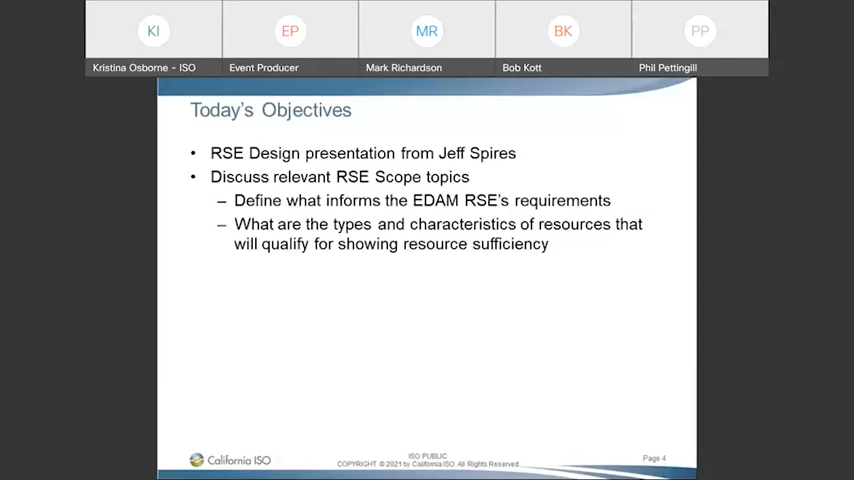 KI
EP
MR
BK
PP
Kristina Osborne - ISO
Event Producer
Mark Richardson
Bob Kott
Phil Pettingill
Today's Objectives
• RSE Design presentation from Jeff Spires
• Discuss relevant RSE Scope topics
– Define what informs the EDAM RSE's requirements
– What are the types and characteristics of resources that
will qualify for showing resource sufficiency
California ISO
ISO PUBLIC
COPYRIGHT © 2021 by California ISO. All Rights Reserved
Page 4